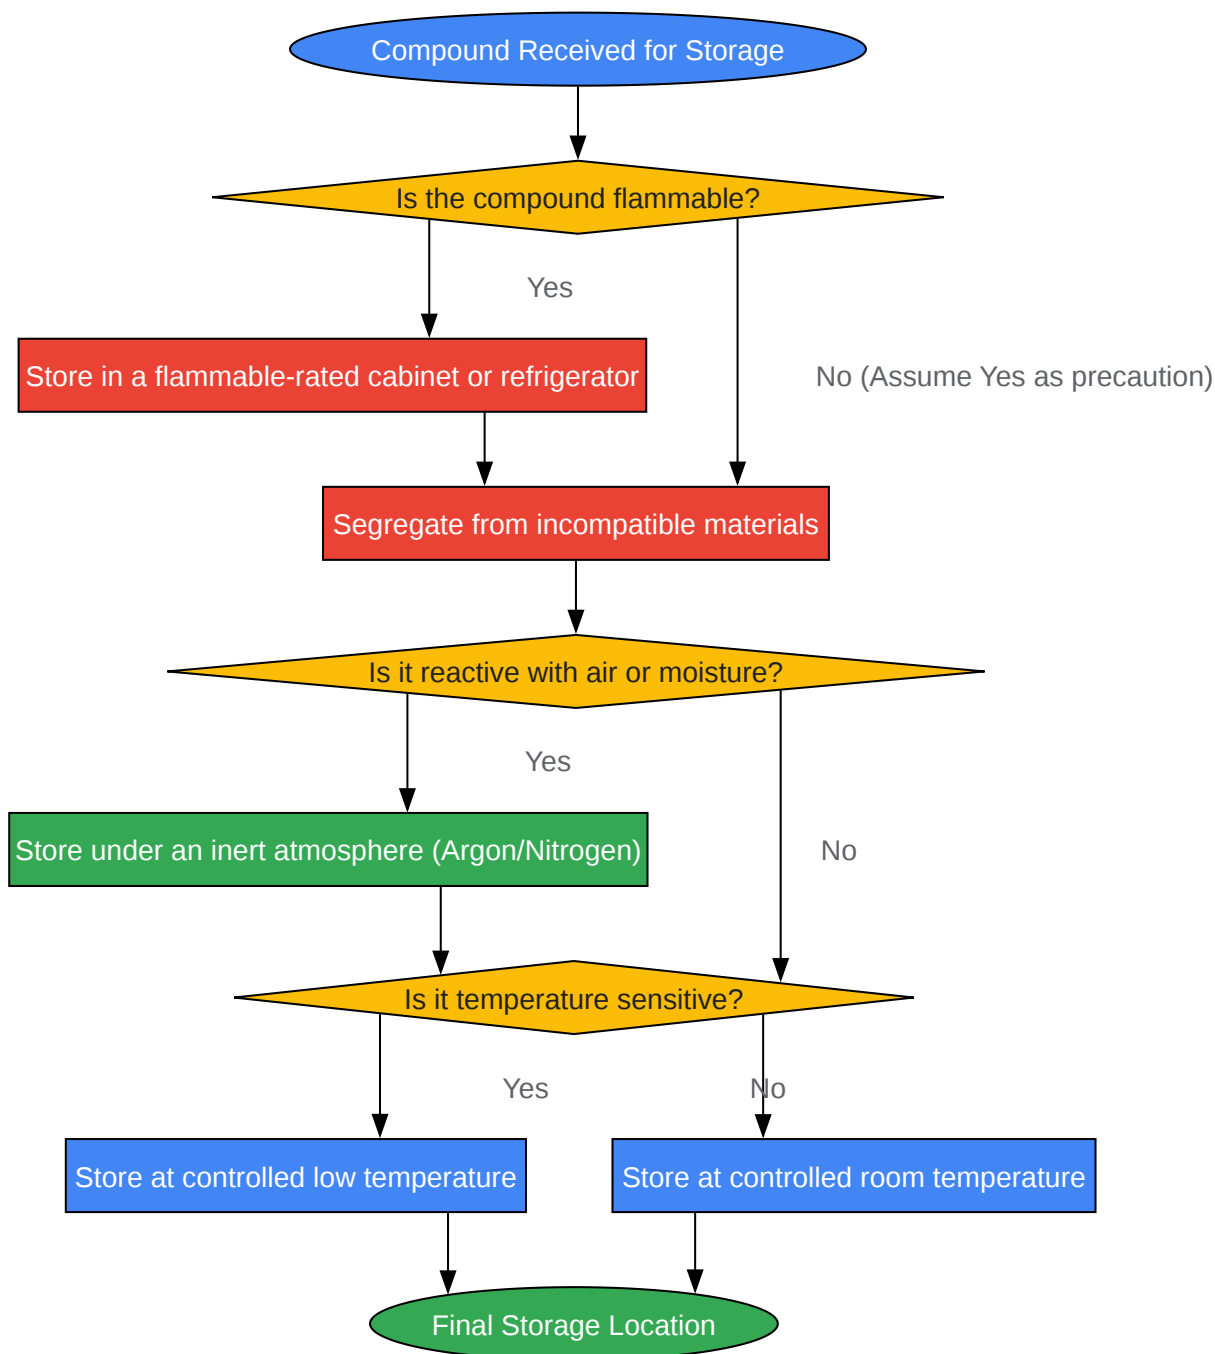 Compound Received for Storage
Is the compound flammable?
Yes
Store in a flammable-rated cabinet or refrigerator
No (Assume Yes as precaution)
Segregate from incompatible materials
Is it reactive with air or moisture?
Yes
Store under an inert atmosphere (Argon/Nitrogen)
No
Is it temperature sensitive?
Yes
No
Store at controlled low temperature
Store at controlled room temperature
Final Storage Location